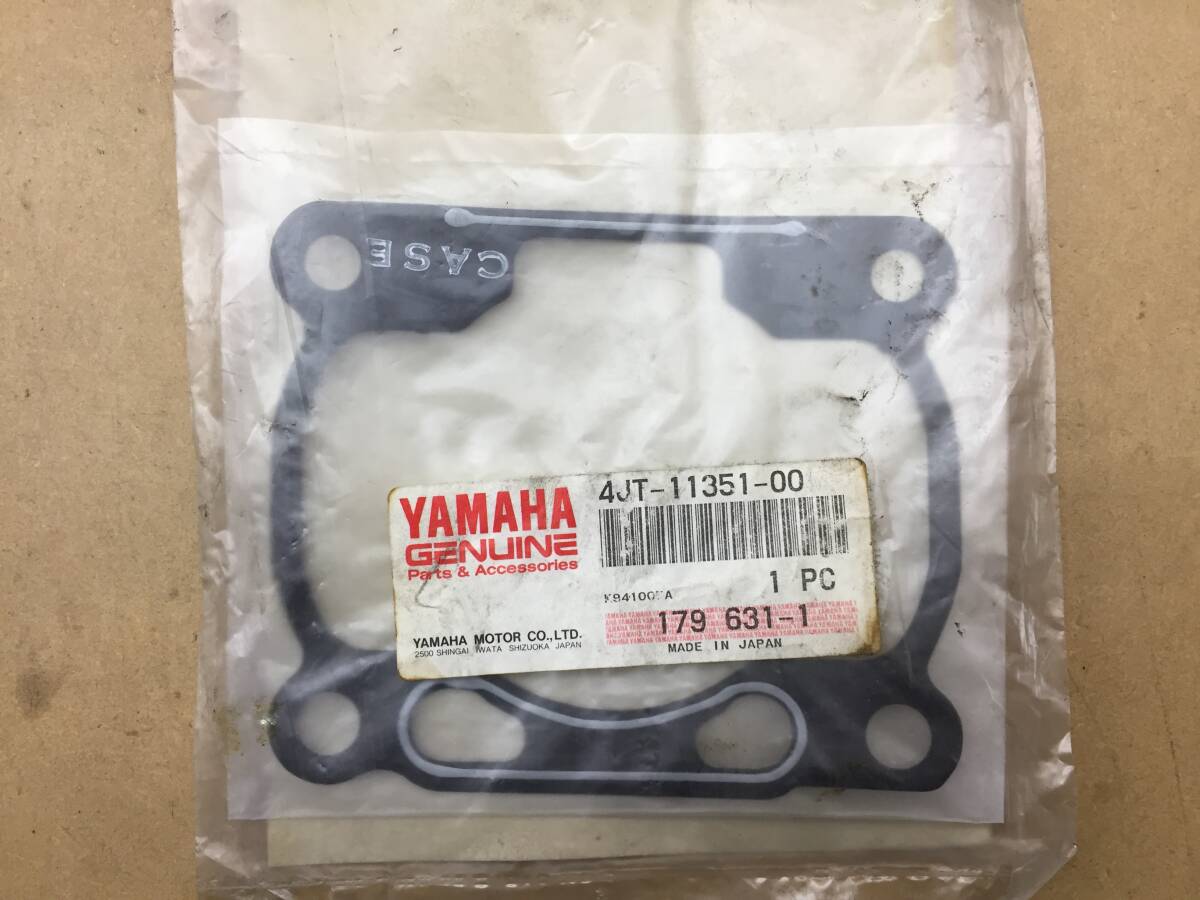 CASE
YAMAHA
GENUINE
Parts & Accessories
4JT-11351-00
1 PC
179 631-1
YAMAHA MOTOR CO.,LTD.
2500 SHINGAI IWATA SHIZUOKA JAPAN
MADE IN JAPAN